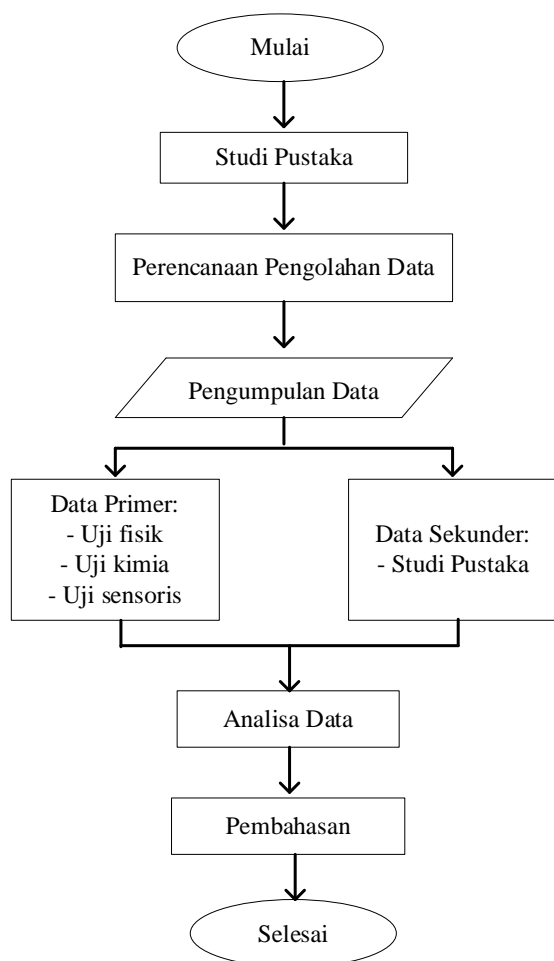 Mulai
Studi Pustaka
Perencanaan Pengolahan Data
Pengumpulan Data
Data Primer:
- Uji fisik
- Uji kimia
- Uji sensoris
Data Sekunder:
- Studi Pustaka
Analisa Data
Pembahasan
Selesai